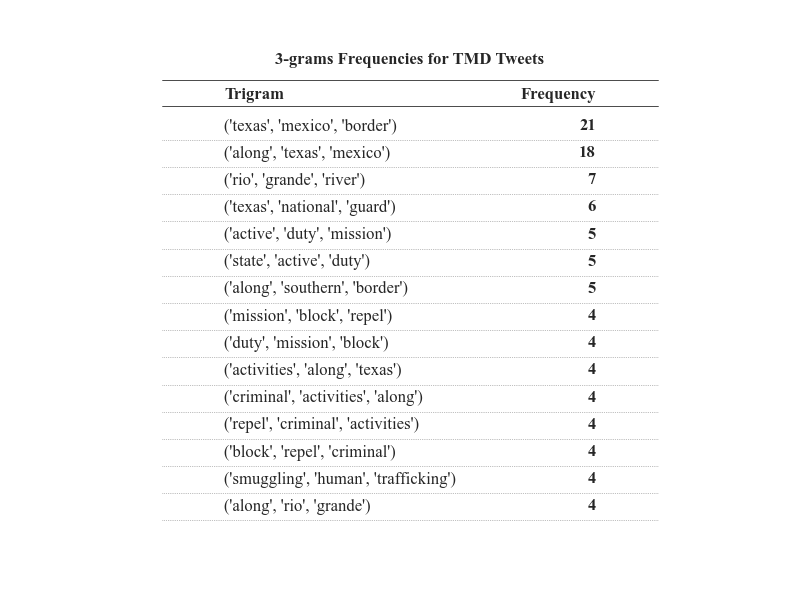 3-grams Frequencies for TMD Tweets
Trigram Frequency
('texas', 'mexico', 'border') 21
('along', 'texas', 'mexico') 18
('rio', 'grande', 'river') 7
('texas', 'national', 'guard') 6
('active', 'duty', 'mission') 5
('state', 'active', 'duty') 5
('along', 'southern', 'border') 5
('mission', 'block', 'repel') 4
('duty', 'mission', 'block') 4
('activities', 'along', 'texas') 4
('criminal', 'activities', 'along') 4
('repel', 'criminal', 'activities') 4
('block', 'repel', 'criminal') 4
('smuggling', 'human', 'trafficking') 4
('along', 'rio', 'grande') 4